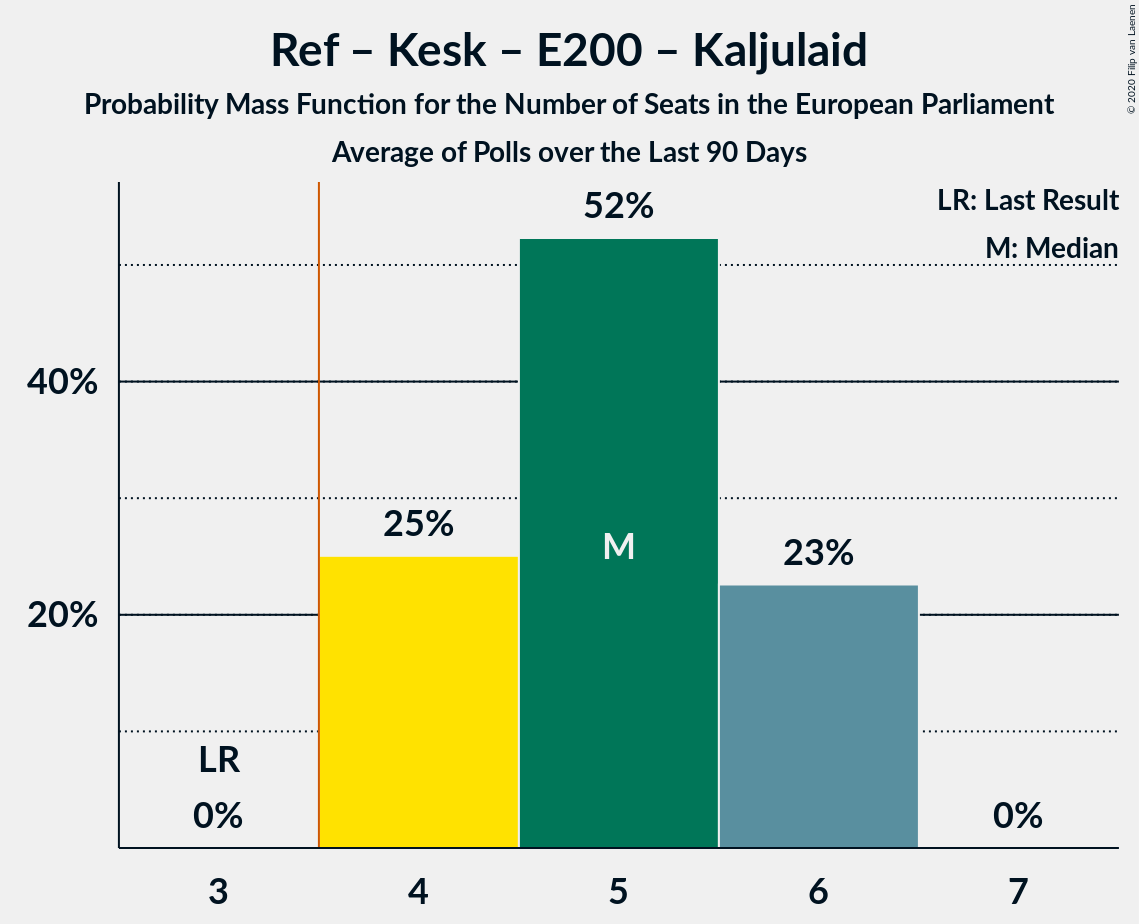 Ref – Kesk – E200 – Kaljulaid
Probability Mass Function for the Number of Seats in the European Parliament
Average of Polls over the Last 90 Days
© 2020 Filip van Laenen
LR: Last Result
M: Median
52%
40%
25%
M
23%
20%
LR
0%
0%
3
4
5
6
7